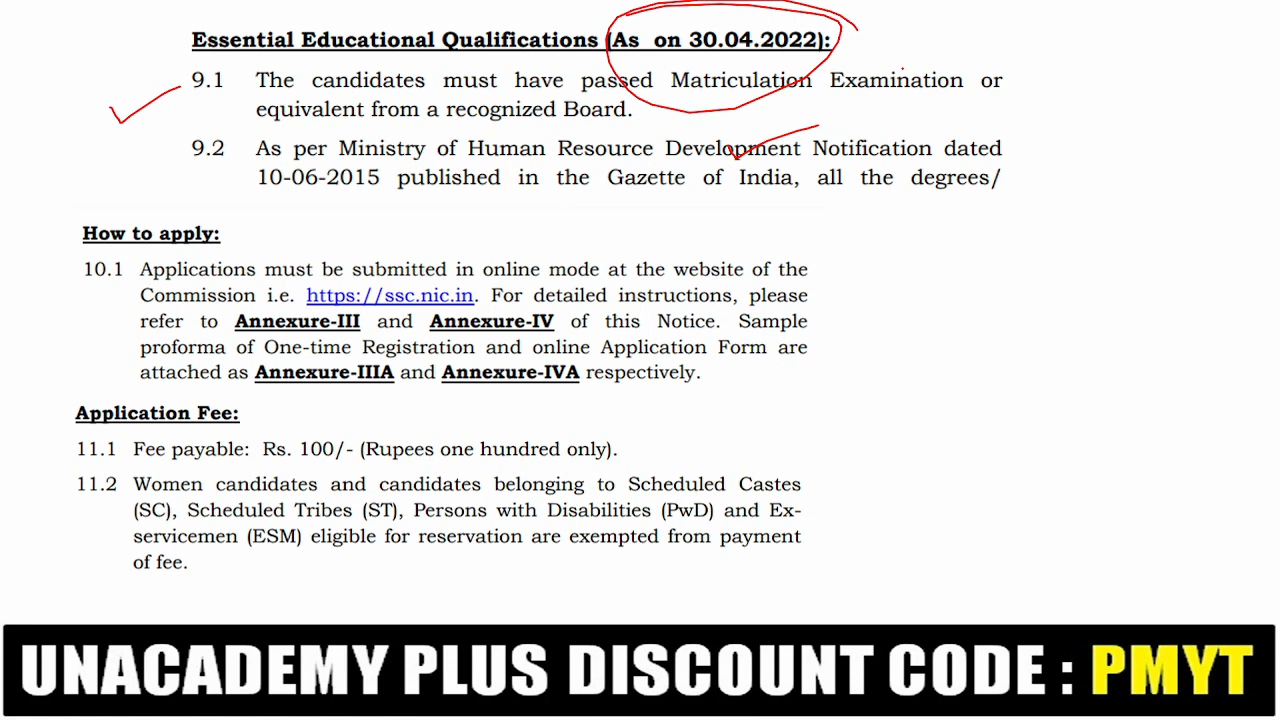 Essential Educational Qualifications (As on 30.04.2022):
9.1 The candidates must have passed Matriculation Examination or
equivalent from a recognized Board.
9.2 As per Ministry of Human Resource Development Notification dated
10-06-2015 published in the Gazette of India, all the degrees/
How to apply:
10.1 Applications must be submitted in online mode at the website of the
Commission i.e. https://ssc.nic.in. For detailed instructions, please
refer to Annexure-III and Annexure-IV of this Notice. Sample
proforma of One-time Registration and online Application Form are
attached as Annexure-IIIA and Annexure-IVA respectively.
Application Fee:
11.1 Fee payable: Rs. 100/- (Rupees one hundred only).
11.2 Women candidates and candidates belonging to Scheduled Castes
(SC), Scheduled Tribes (ST), Persons with Disabilities (PwD) and Ex-
servicemen (ESM) eligible for reservation are exempted from payment
of fee.
UNACADEMY PLUS DISCOUNT CODE : PMYT